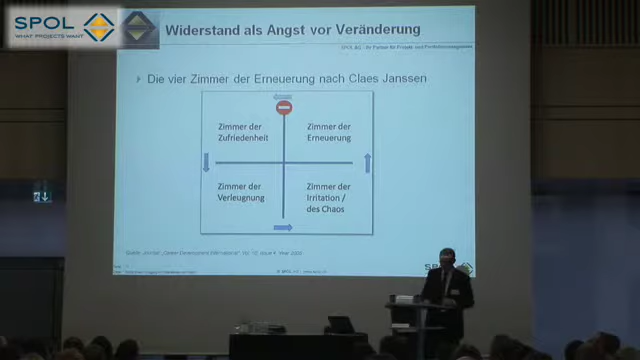 SPOL
WHAT PROJECTS WANT
Widerstand als Angst vor Veränderung
Die vier Zimmer der Erneuerung nach Claes Janssen
Zimmer der
Zufriedenheit
Zimmer der
Erneuerung
Zimmer der
Verleugnung
Zimmer der
Irritation /
des Chaos
SPOL